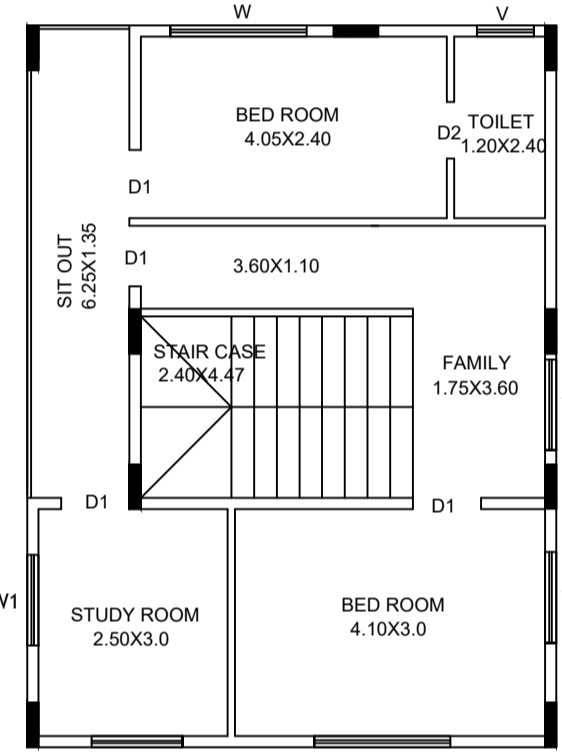 W
V
BED ROOM
4.05X2.40
D2
TOILET
1.20X2.40
D1
SIT OUT
6.25X1.35
D1
3.60X1.10
STAIR CASE
2.40X4.47
FAMILY
1.75X3.60
D1
D1
W1
STUDY ROOM
2.50X3.0
BED ROOM
4.10X3.0